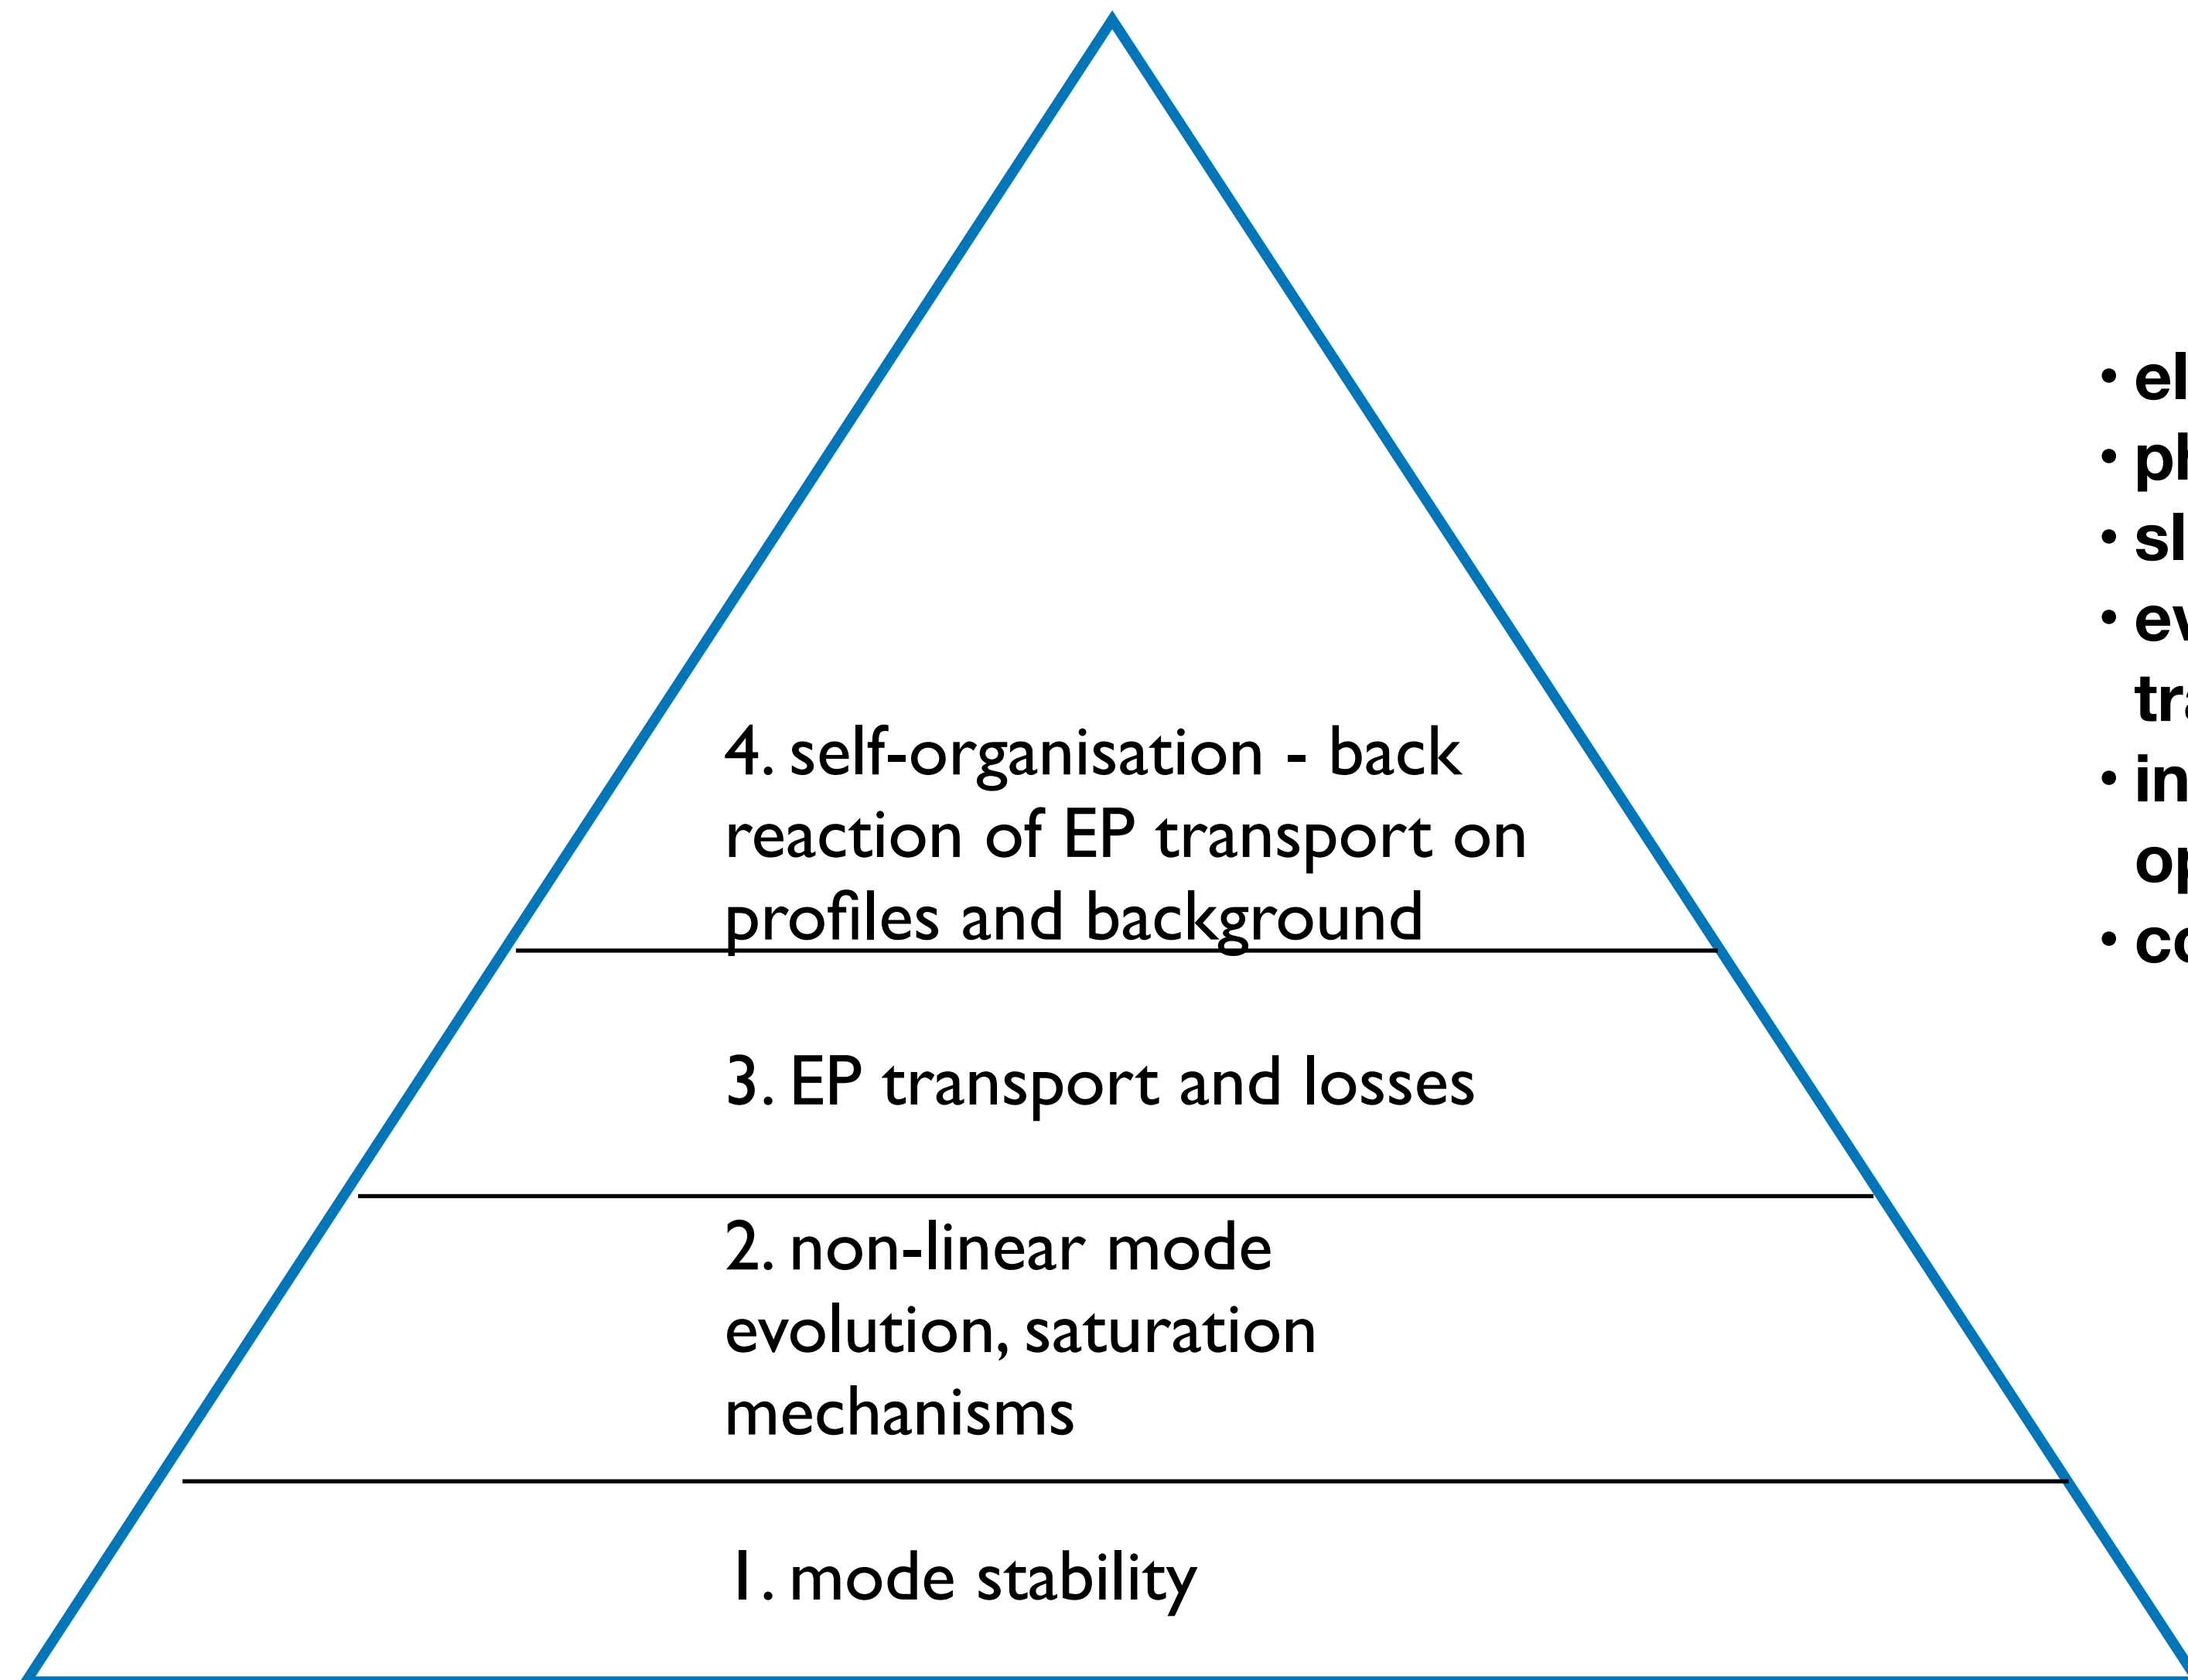 4. self-organisation - back
reaction of EP transport on
profiles and background
3. EP transport and losses
2. non-linear mode
evolution, saturation
mechanisms
1. mode stability